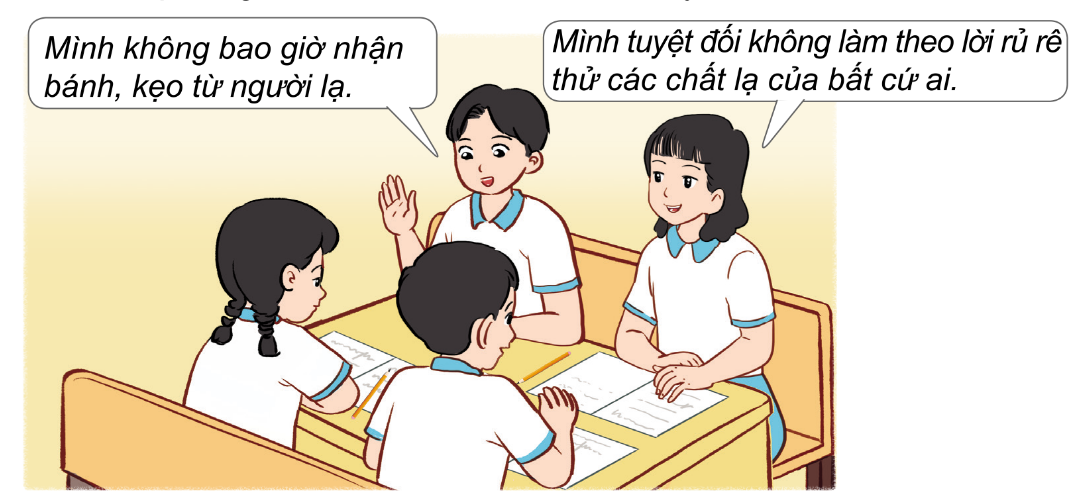 Mình không bao giờ nhận
bánh, kẹo từ người lạ.
Mình tuyệt đối không làm theo lời rủ rê
thử các chất lạ của bất cứ ai.